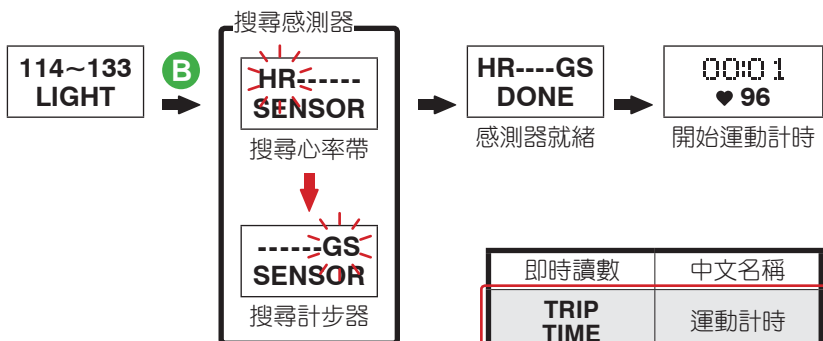 搜尋感測器
114~133
LIGHT
B
HR------
SENSOR
搜尋心率帶
------GS
SENSOR
搜尋計步器
HR----GS
DONE
感測器就緒
00:01
♥ 96
開始運動計時
即時讀數 中文名稱
TRIP
TIME
運動計時